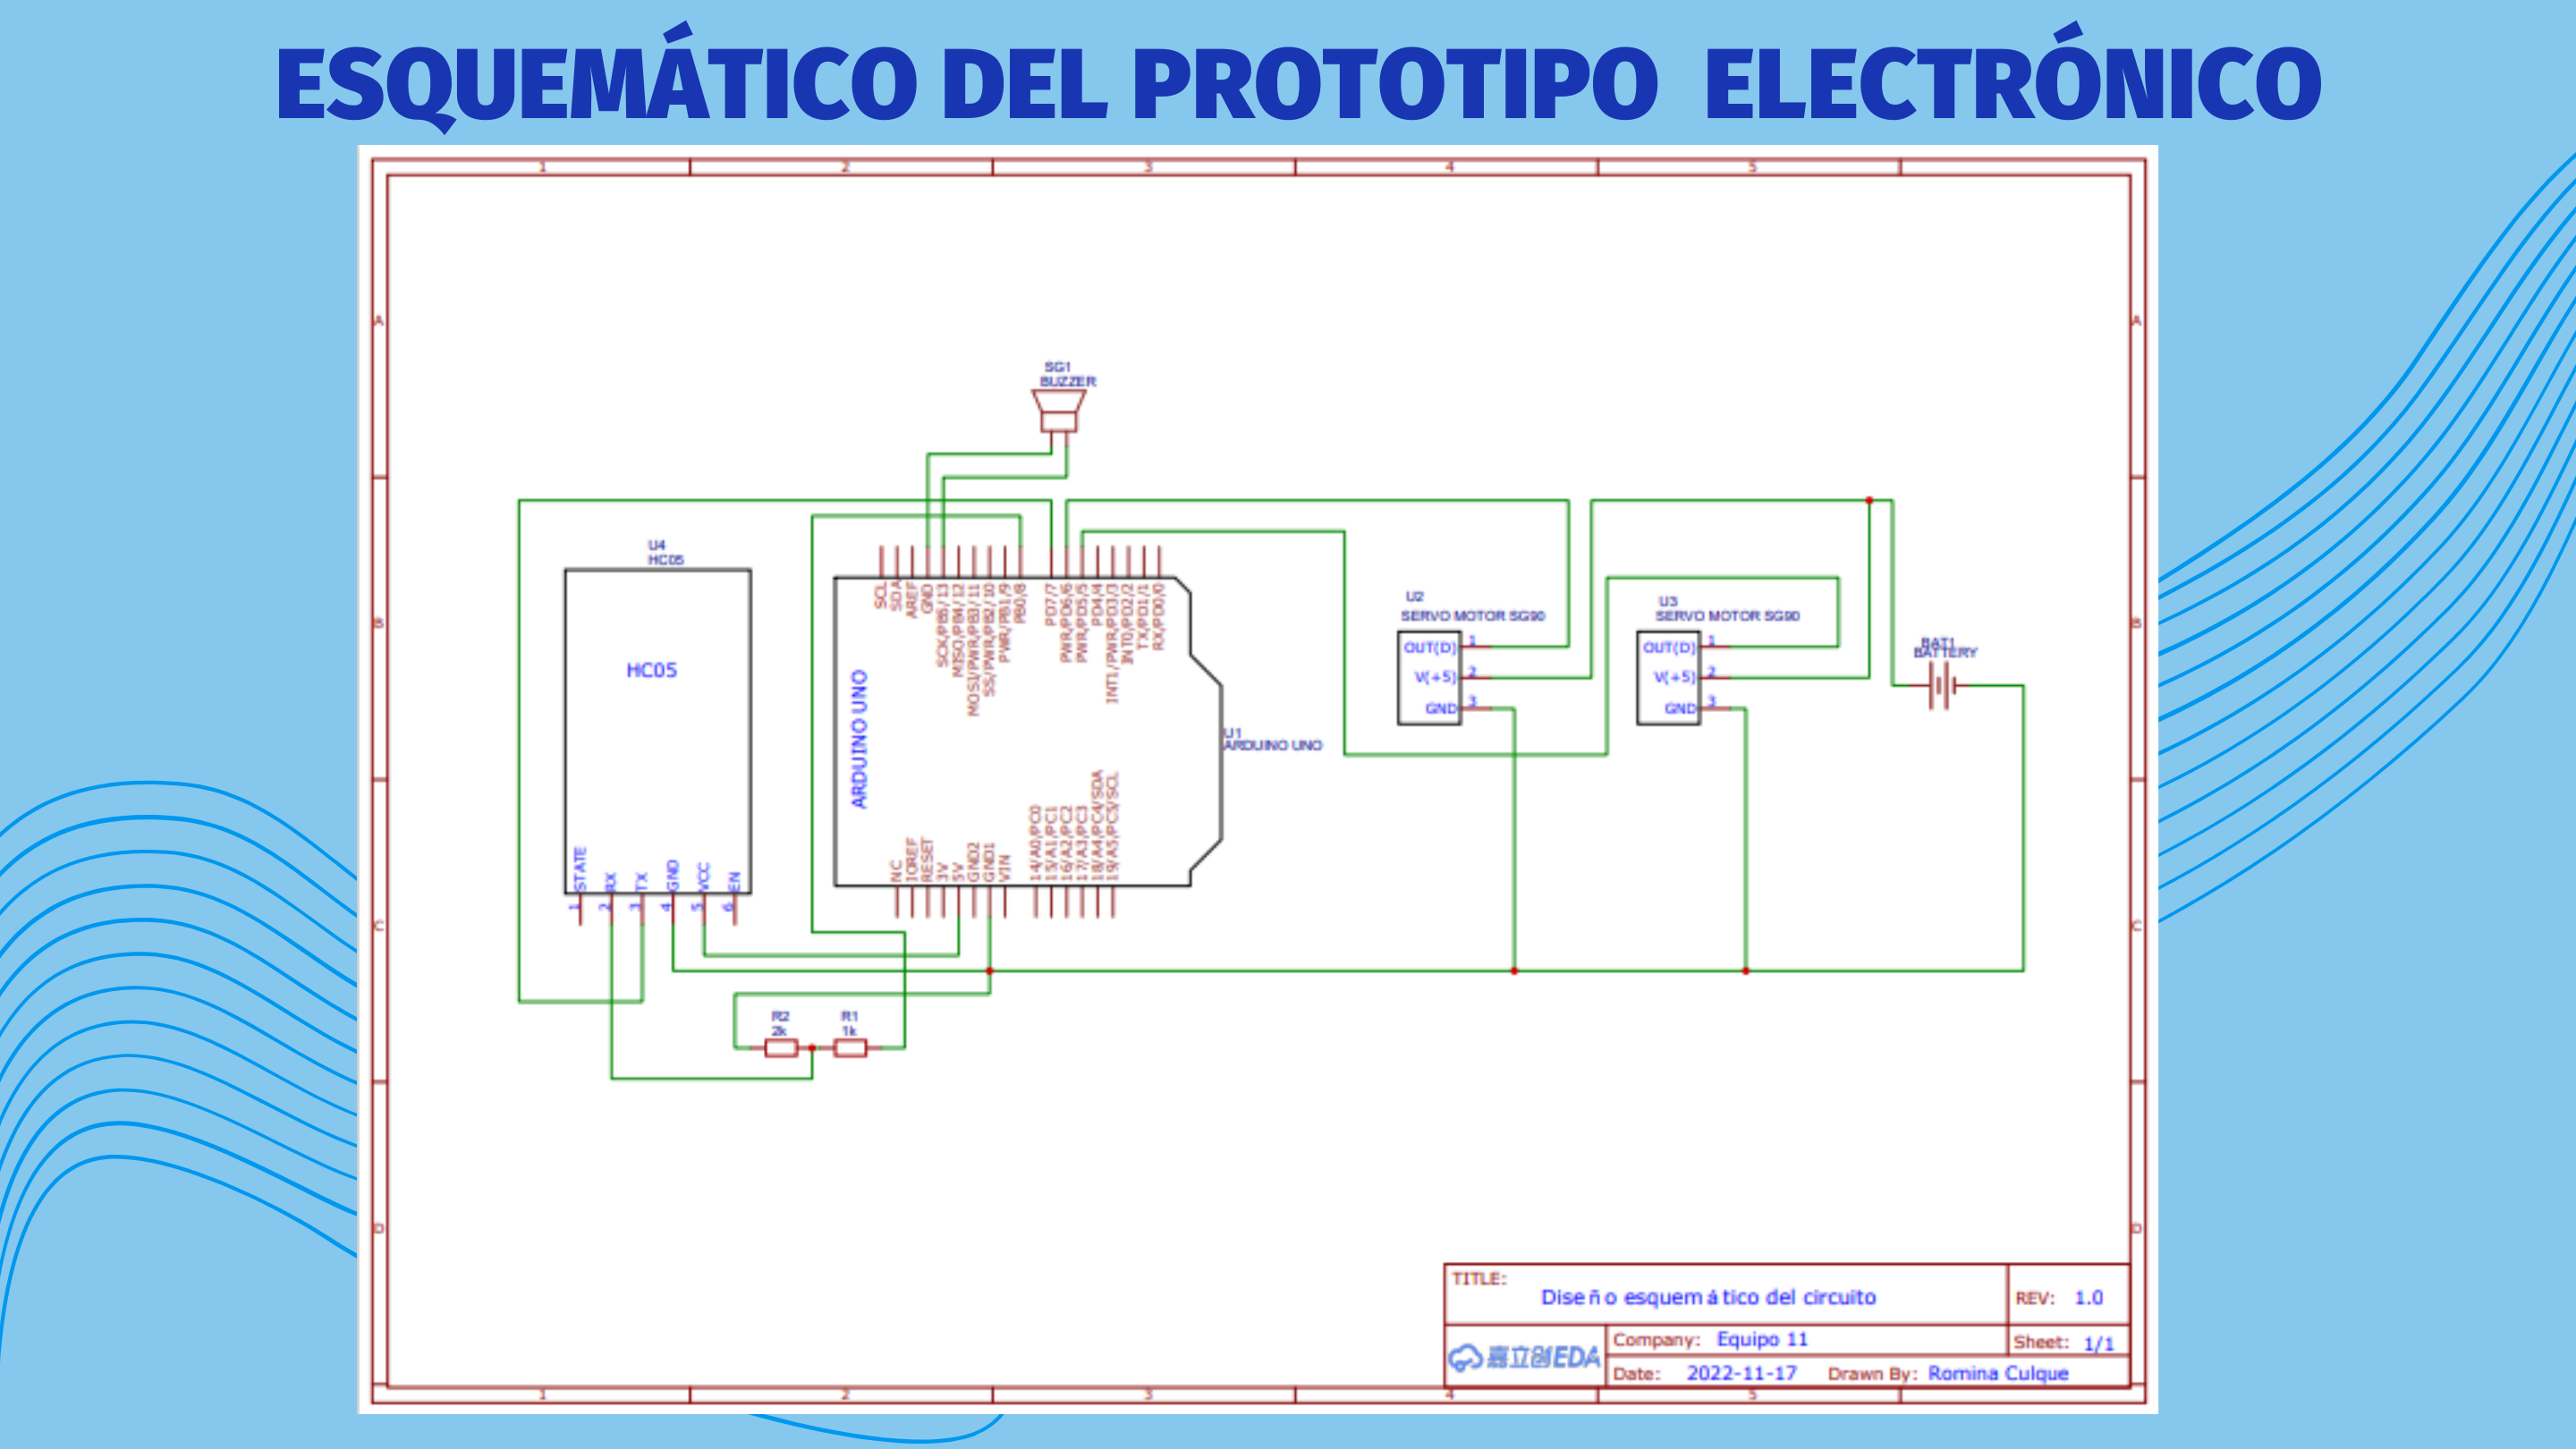 ESQUEMÁTICO DEL PROTOTIPO ELECTRÓNICO
1 2 3 4 5
A A
B B
C C
D D
SG1
BUZZER
U4
HC05
HC05
STATE RX TX GND VCC EN
1 2 3 4 5 6
SCL
SDA
AREF
GND
SCK/PB5/13
MISO/PB4/12
MOSI/PWR/PB3/11
SS/PWR/PB2/10
PWR/PB1/9
PB0/8
PD7/7
PWR/PD6/6
PWR/PD5/5
PD4/4
INT1/PWR/PD3/3
INT0/PD2/2
TX/PD1/1
RX/PD0/0
ARDUINO UNO
U1
ARDUINO UNO
NC
IOREF
RESET
3V
5V
GND2
GND1
VIN
14/A0/PC0
15/A1/PC1
16/A2/PC2
17/A3/PC3
18/A4/PC4/SDA
19/A5/PC5/SCL
U2
SERVO MOTOR SG90
OUT(D) 1
V(+5) 2
GND 3
U3
SERVO MOTOR SG90
OUT(D) 1
V(+5) 2
GND 3
BAT1
BATTERY
R2
2k
R1
1k
TITLE:
Diseño esquemático del circuito
REV: 1.0
嘉立创EDA
Company: Equipo 11
Sheet: 1/1
Date: 2022-11-17 Drawn By: Romina Culque
1 2 3 4 5